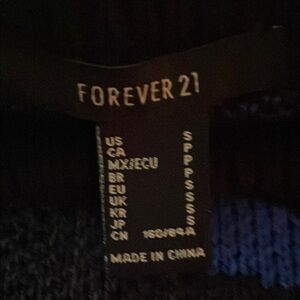 FOREVER 21
US S
CA P
MX/ECU P
BR P
EU S
UK S
KR S
JP S
CN 160/84A
MADE IN CHINA